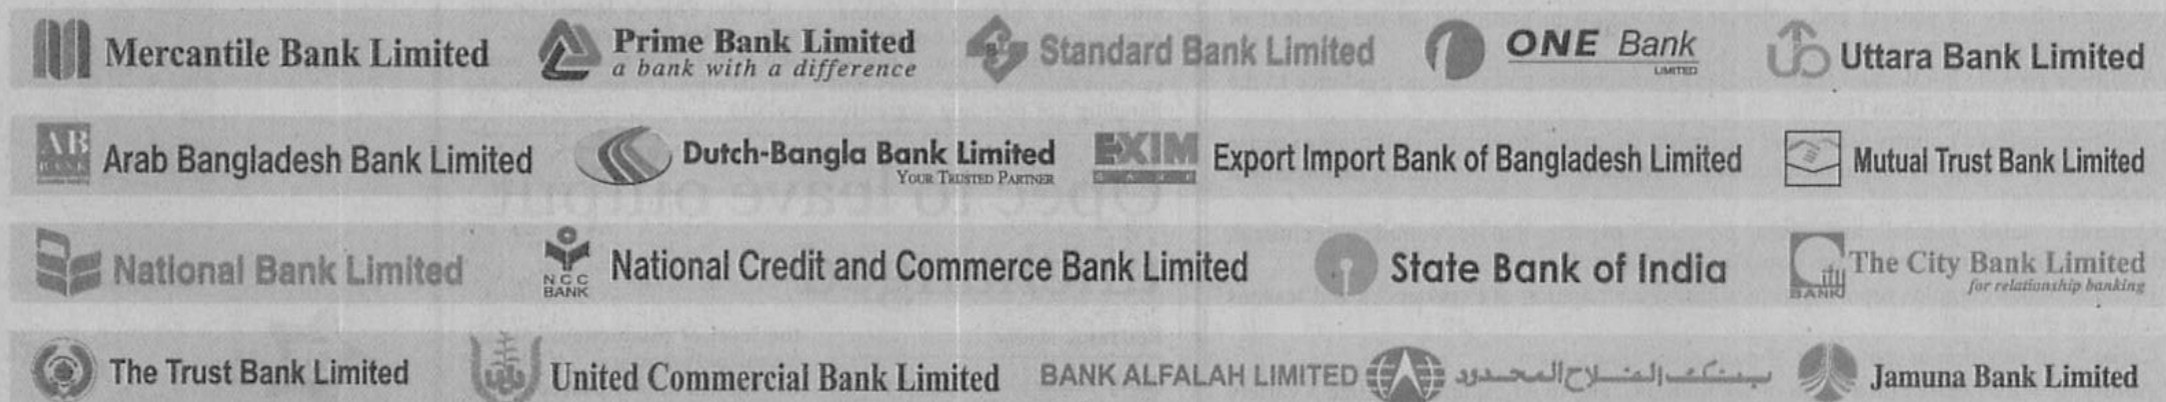 Mercantile Bank Limited
Prime Bank Limited
a bank with a difference
Standard Bank Limited
ONE Bank
LIMITED
Uttara Bank Limited
AB
BANK
Arab Bangladesh Bank Limited
Dutch-Bangla Bank Limited
YOUR TRUSTED PARTNER
EXIM
BANK
Export Import Bank of Bangladesh Limited
Mutual Trust Bank Limited
National Bank Limited
NCC
BANK
National Credit and Commerce Bank Limited
State Bank of India
City
BANK
The City Bank Limited
for relationship banking
The Trust Bank Limited
United Commercial Bank Limited
BANK ALFALAH LIMITED
بينك الفلاح المحدود
Jamuna Bank Limited